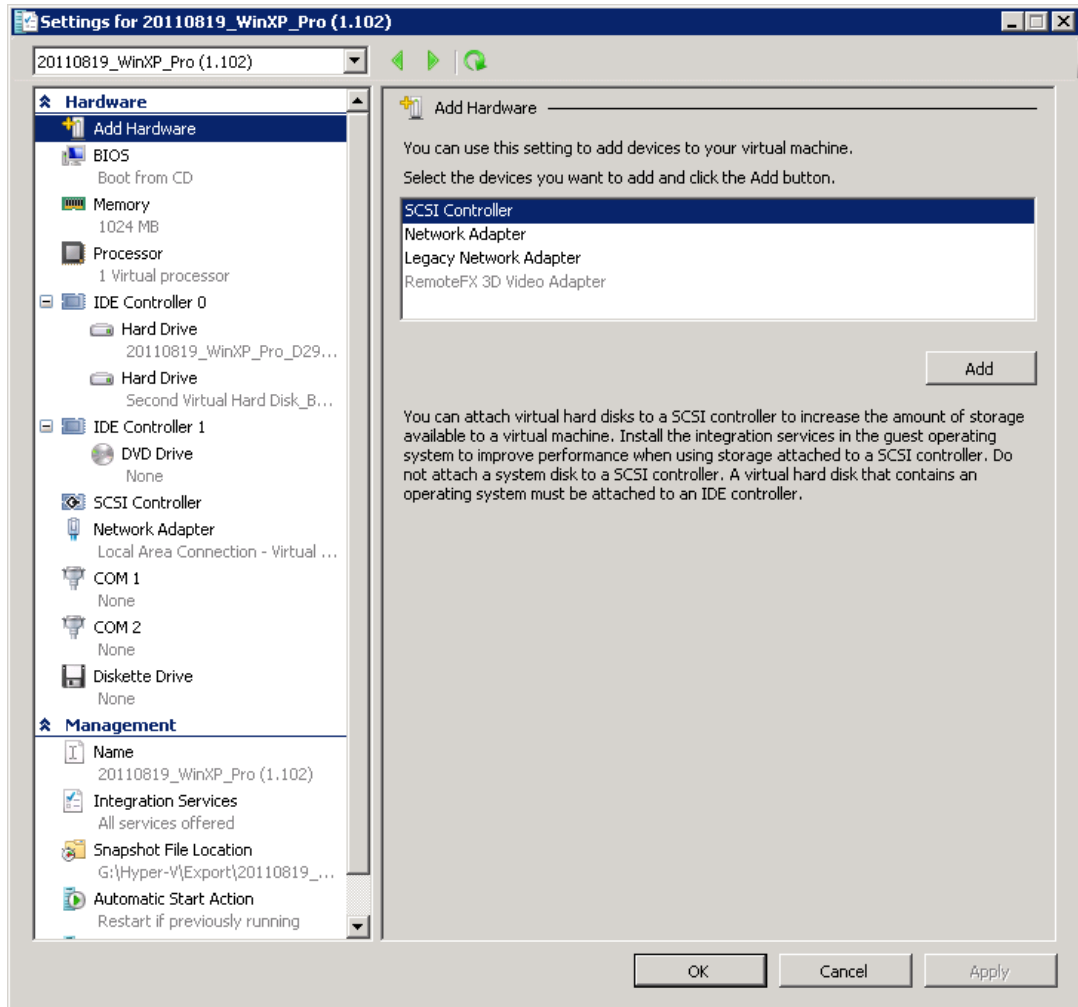 Settings for 20110819_WinXP_Pro (1.102)
20110819_WinXP_Pro (1.102)
Hardware
Add Hardware
BIOS
Boot from CD
Memory
1024 MB
Processor
1 Virtual processor
IDE Controller 0
Hard Drive
20110819_WinXP_Pro_D29...
Hard Drive
Second Virtual Hard Disk_B...
IDE Controller 1
DVD Drive
None
SCSI Controller
Network Adapter
Local Area Connection - Virtual ...
COM 1
None
COM 2
None
Diskette Drive
None
Management
Name
20110819_WinXP_Pro (1.102)
Integration Services
All services offered
Snapshot File Location
G:\Hyper-V\Export\20110819_...
Automatic Start Action
Restart if previously running
Add Hardware
You can use this setting to add devices to your virtual machine.
Select the devices you want to add and click the Add button.
SCSI Controller
Network Adapter
Legacy Network Adapter
RemoteFX 3D Video Adapter
Add
You can attach virtual hard disks to a SCSI controller to increase the amount of storage
available to a virtual machine. Install the integration services in the guest operating
system to improve performance when using storage attached to a SCSI controller. Do
not attach a system disk to a SCSI controller. A virtual hard disk that contains an
operating system must be attached to an IDE controller.
OK
Cancel
Apply